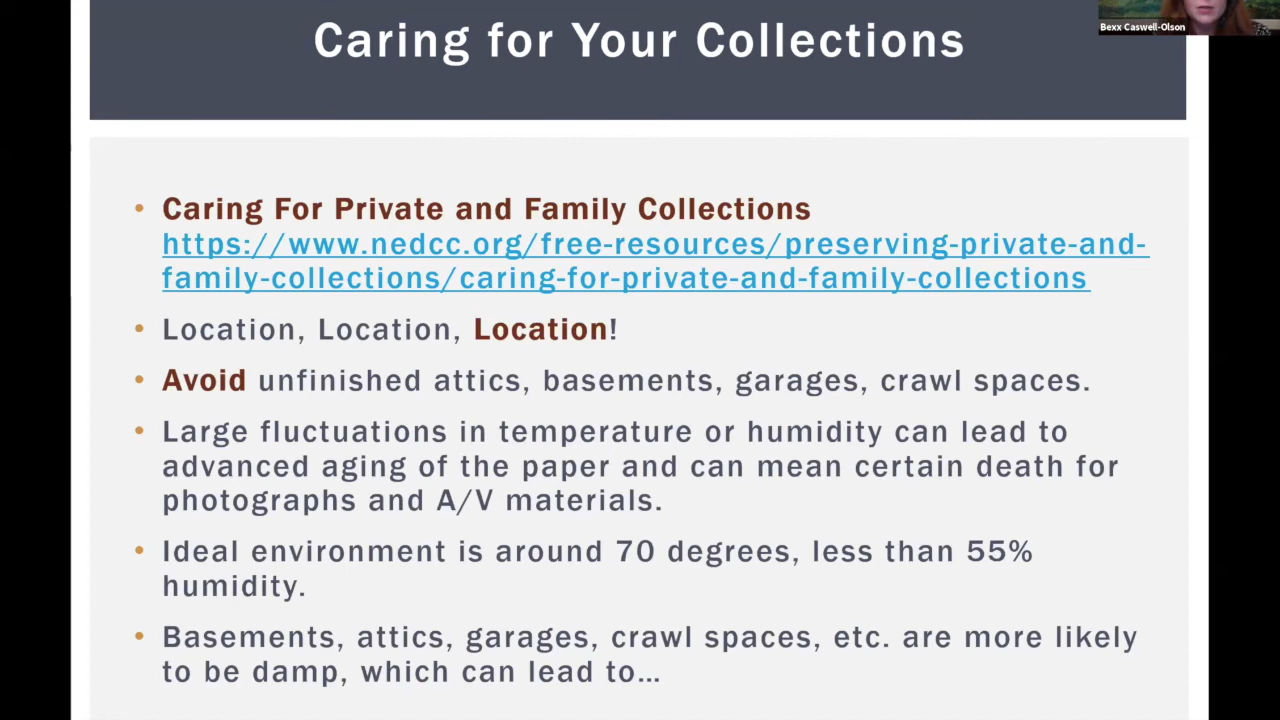 Caring for Your Collections
Bexx Caswell-Olson
• Caring For Private and Family Collections
https://www.nedcc.org/free-resources/preserving-private-and-
family-collections/caring-for-private-and-family-collections
• Location, Location, Location!
• Avoid unfinished attics, basements, garages, crawl spaces.
• Large fluctuations in temperature or humidity can lead to
advanced aging of the paper and can mean certain death for
photographs and A/V materials.
• Ideal environment is around 70 degrees, less than 55%
humidity.
• Basements, attics, garages, crawl spaces, etc. are more likely
to be damp, which can lead to…